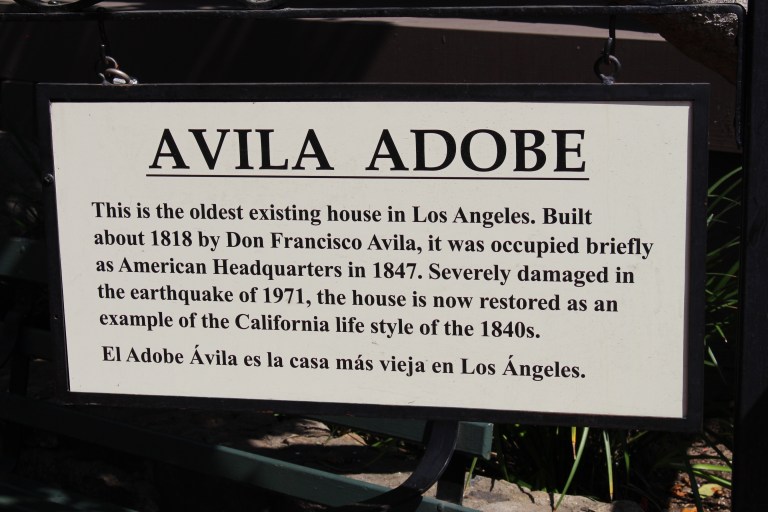 AVILA ADOBE
This is the oldest existing house in Los Angeles. Built
about 1818 by Don Francisco Avila, it was occupied briefly
as American Headquarters in 1847. Severely damaged in
the earthquake of 1971, the house is now restored as an
example of the California life style of the 1840s.
El Adobe Ávila es la casa más vieja en Los Ángeles.